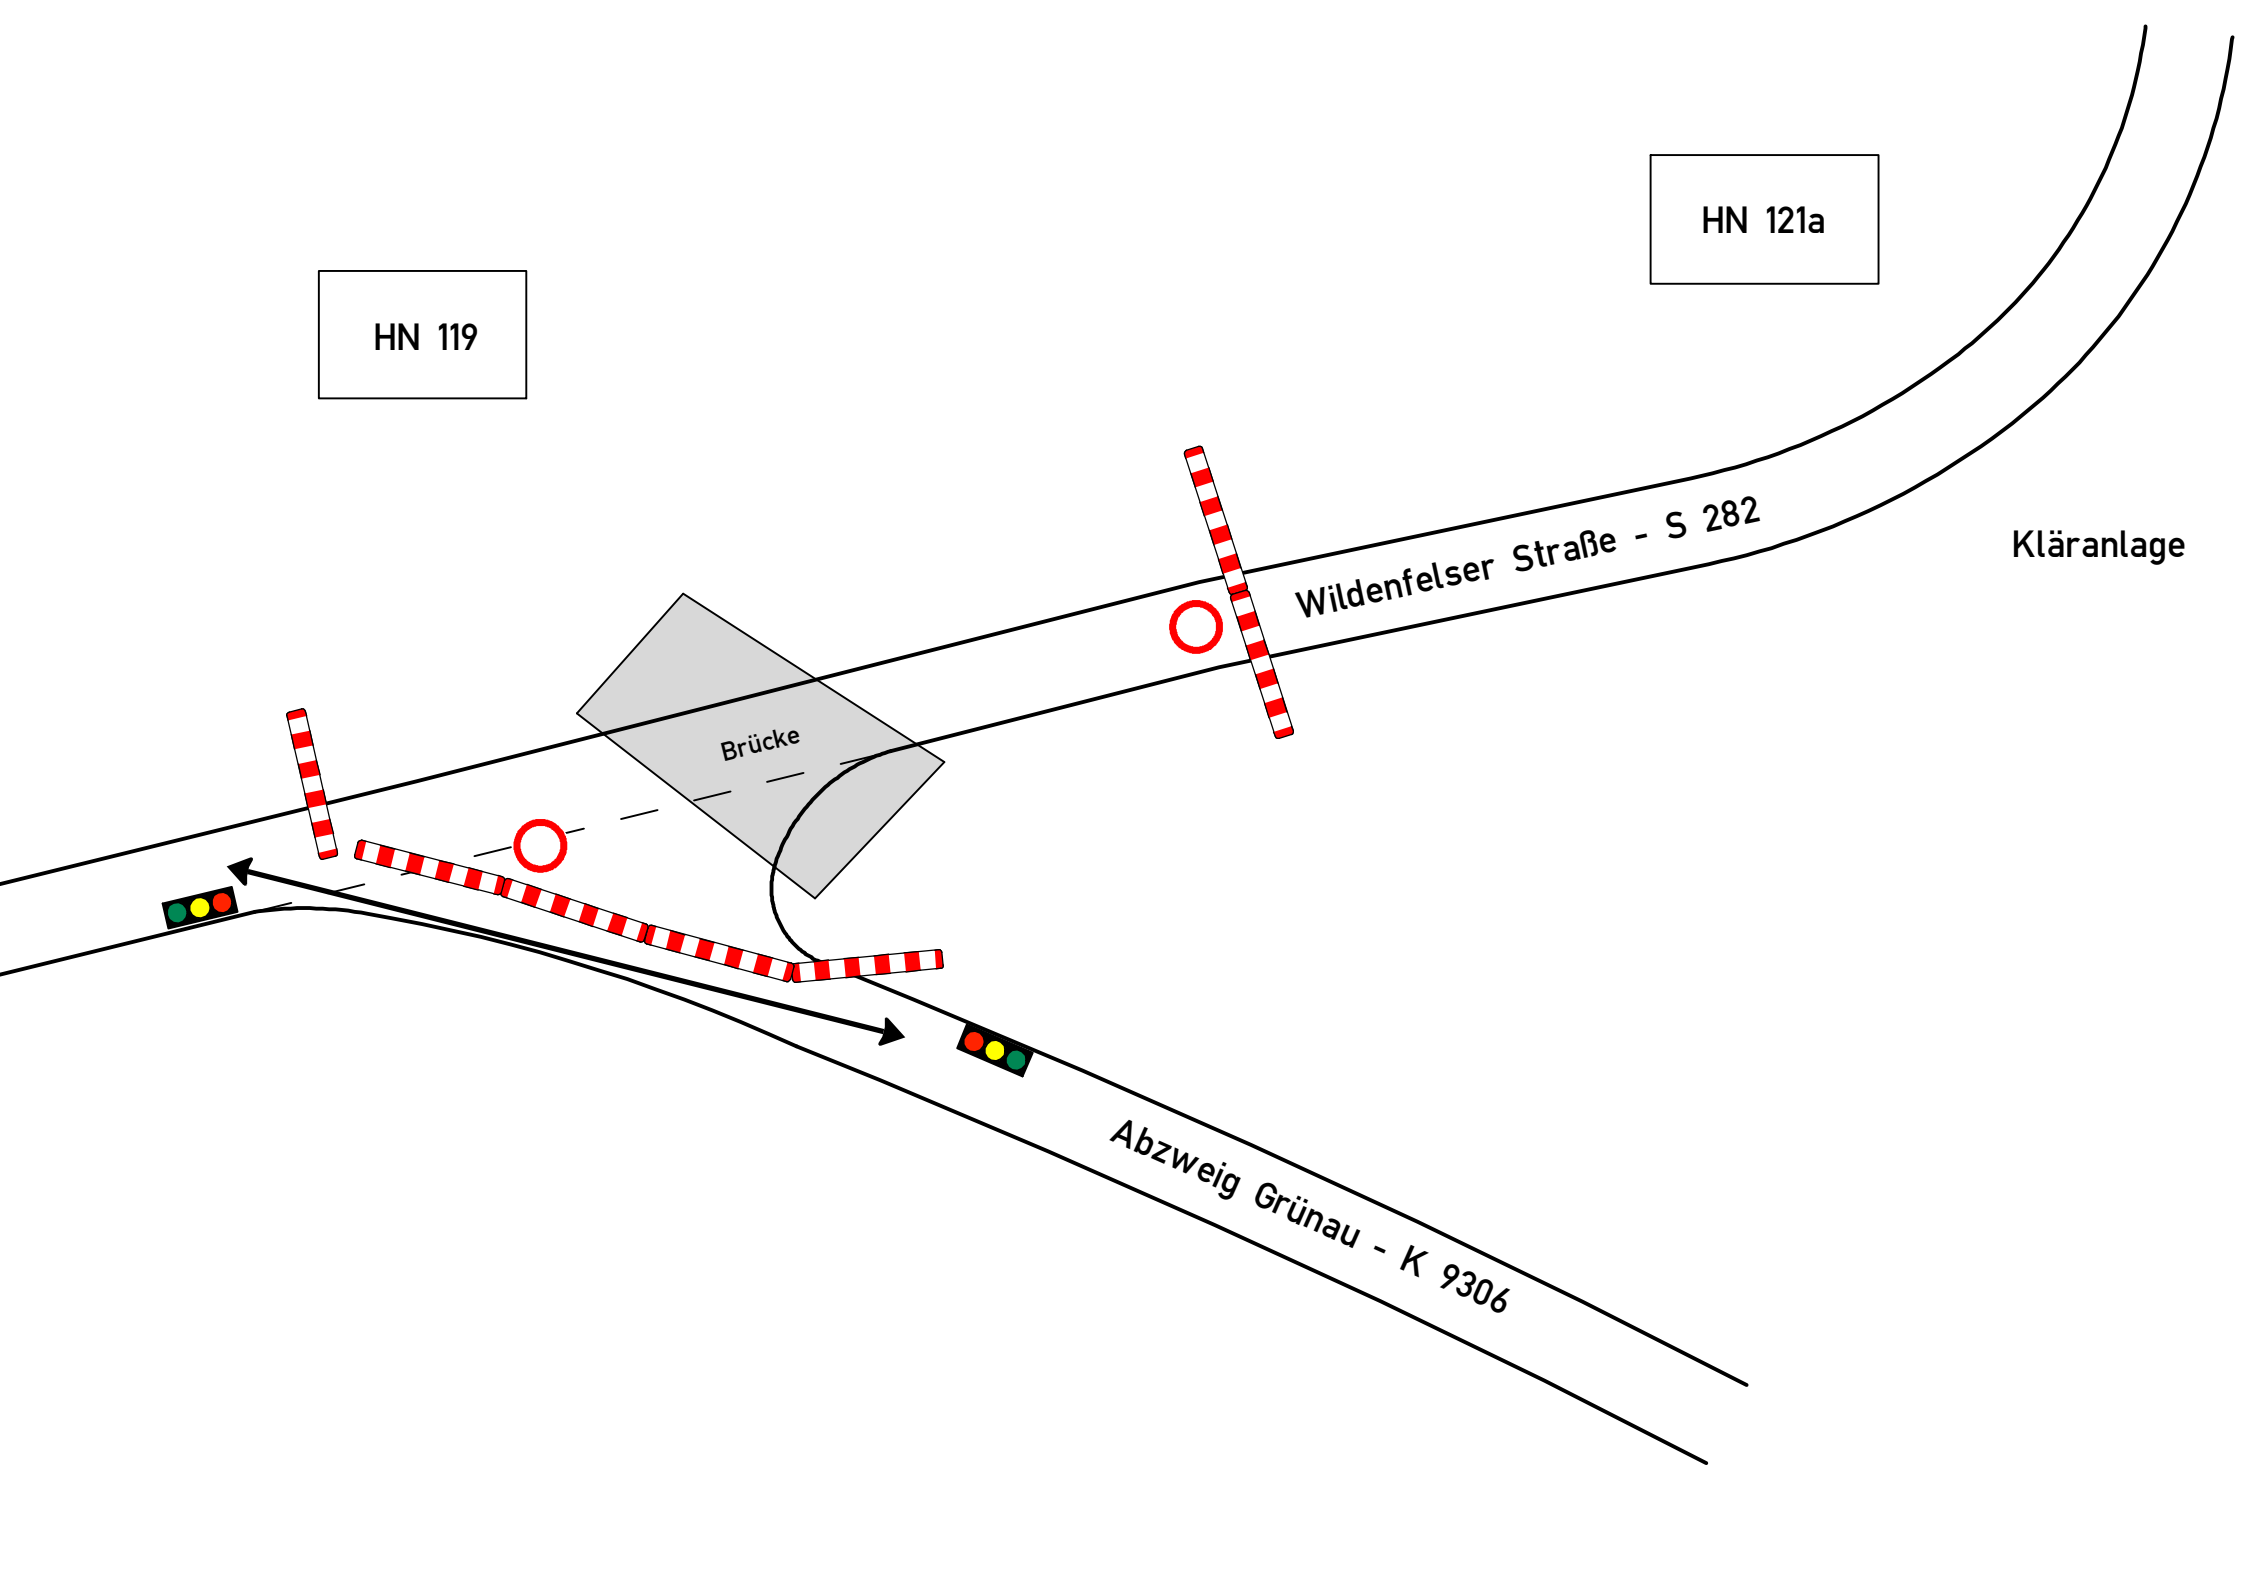 HN 121a
HN 119
Wildenfelser Straße - S 282
Kläranlage
Brücke
Abzweig Grünau - K 9306